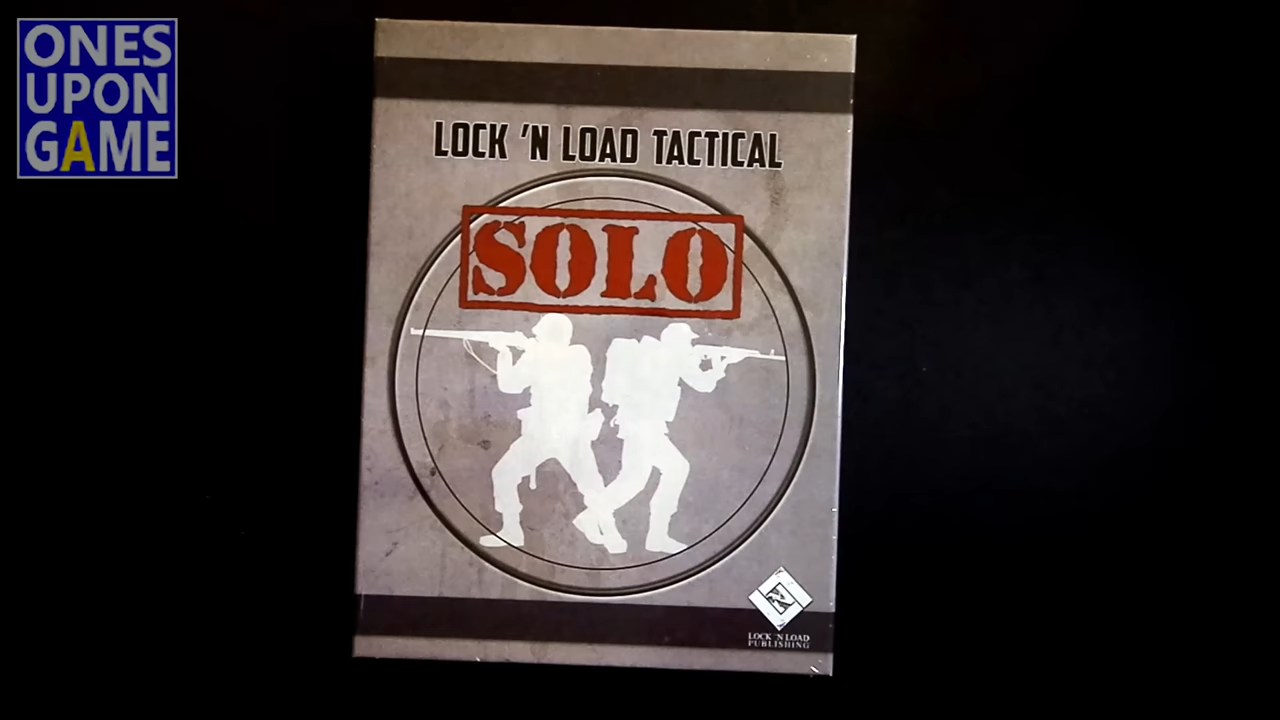 ONES
UPON
GAME
LOCK 'N LOAD TACTICAL
SOLO
LOCK 'N LOAD
PUBLISHING